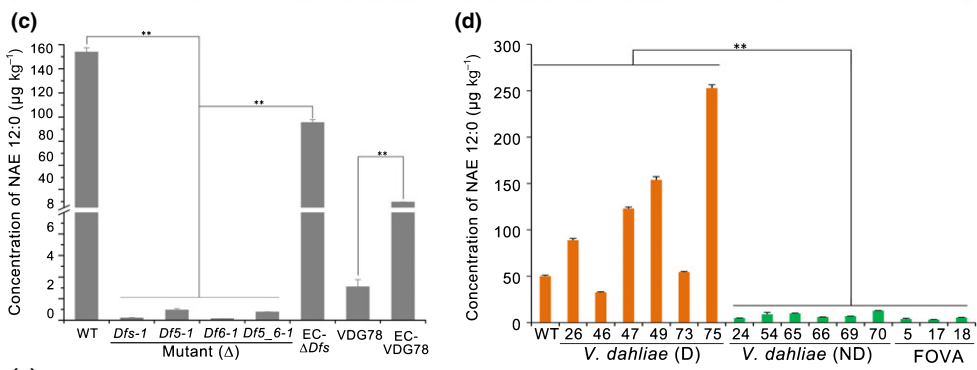 (c)
Concentration of NAE 12:0 (µg kg⁻¹)
160
140
120
100
80
60
40
20
8
6
4
2
0
**
**
**
WT
Dfs-1
Df5-1
Df6-1
Df5_6-1
EC-
ΔDfs
VDG78
EC-
VDG78
Mutant (Δ)
(d)
Concentration of NAE 12:0 (µg kg⁻¹)
300
250
200
150
100
50
0
**
WT 26 46 47 49 73 75 24 54 65 66 69 70 5 17 18
V. dahliae (D) V. dahliae (ND) FOVA